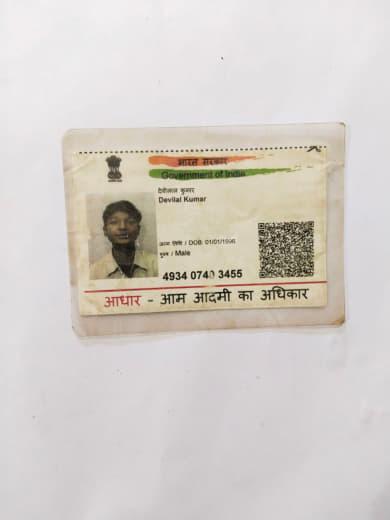 भारत सरकार
Government of India
देवीलाल कुमार
Devilal Kumar
जन्म तिथि / DOB: 01/01/1996
पुरुष / Male
4934 0740 3455
आधार - आम आदमी का अधिकार